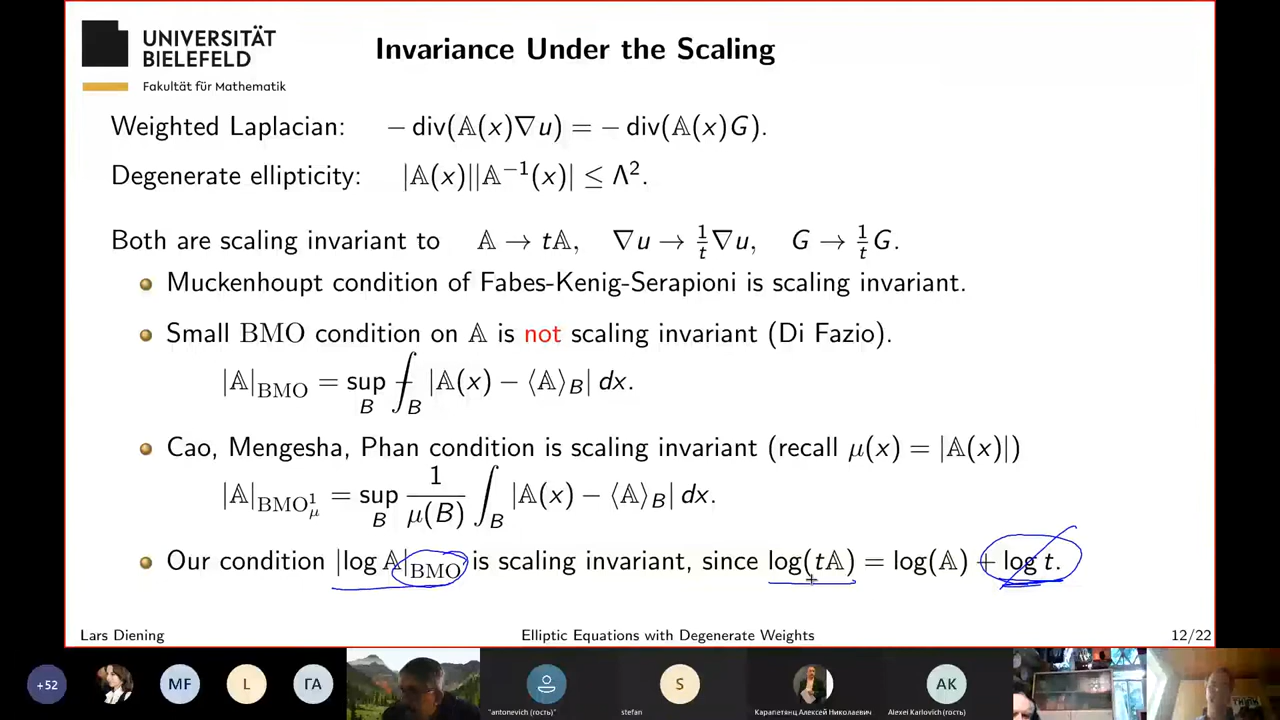 UNIVERSITÄT
BIELEFELD
Fakultät für Mathematik
Invariance Under the Scaling
Weighted Laplacian: − div(𝔸(x)∇u) = − div(𝔸(x)G).
Degenerate ellipticity: |𝔸(x)||𝔸⁻¹(x)| ≤ Λ².
Both are scaling invariant to 𝔸 → t𝔸, ∇u → 1/t ∇u, G → 1/t G.
Muckenhoupt condition of Fabes-Kenig-Serapioni is scaling invariant.
Small BMO condition on 𝔸 is not scaling invariant (Di Fazio).
|𝔸|_BMO = sup_B ⨍_B |𝔸(x) − ⟨𝔸⟩_B| dx.
Cao, Mengesha, Phan condition is scaling invariant (recall μ(x) = |𝔸(x)|)
|𝔸|_BMO¹_μ = sup_B 1/μ(B) ∫_B |𝔸(x) − ⟨𝔸⟩_B| dx.
Our condition |log 𝔸|_BMO is scaling invariant, since log(t𝔸) = log(𝔸) + log t.
Lars Diening Elliptic Equations with Degenerate Weights 12/22
+52 MF L ГА S AK
"antonevich (гость)" stefan Карапетянц Алексей Николаевич Alexei Karlovich (гость)